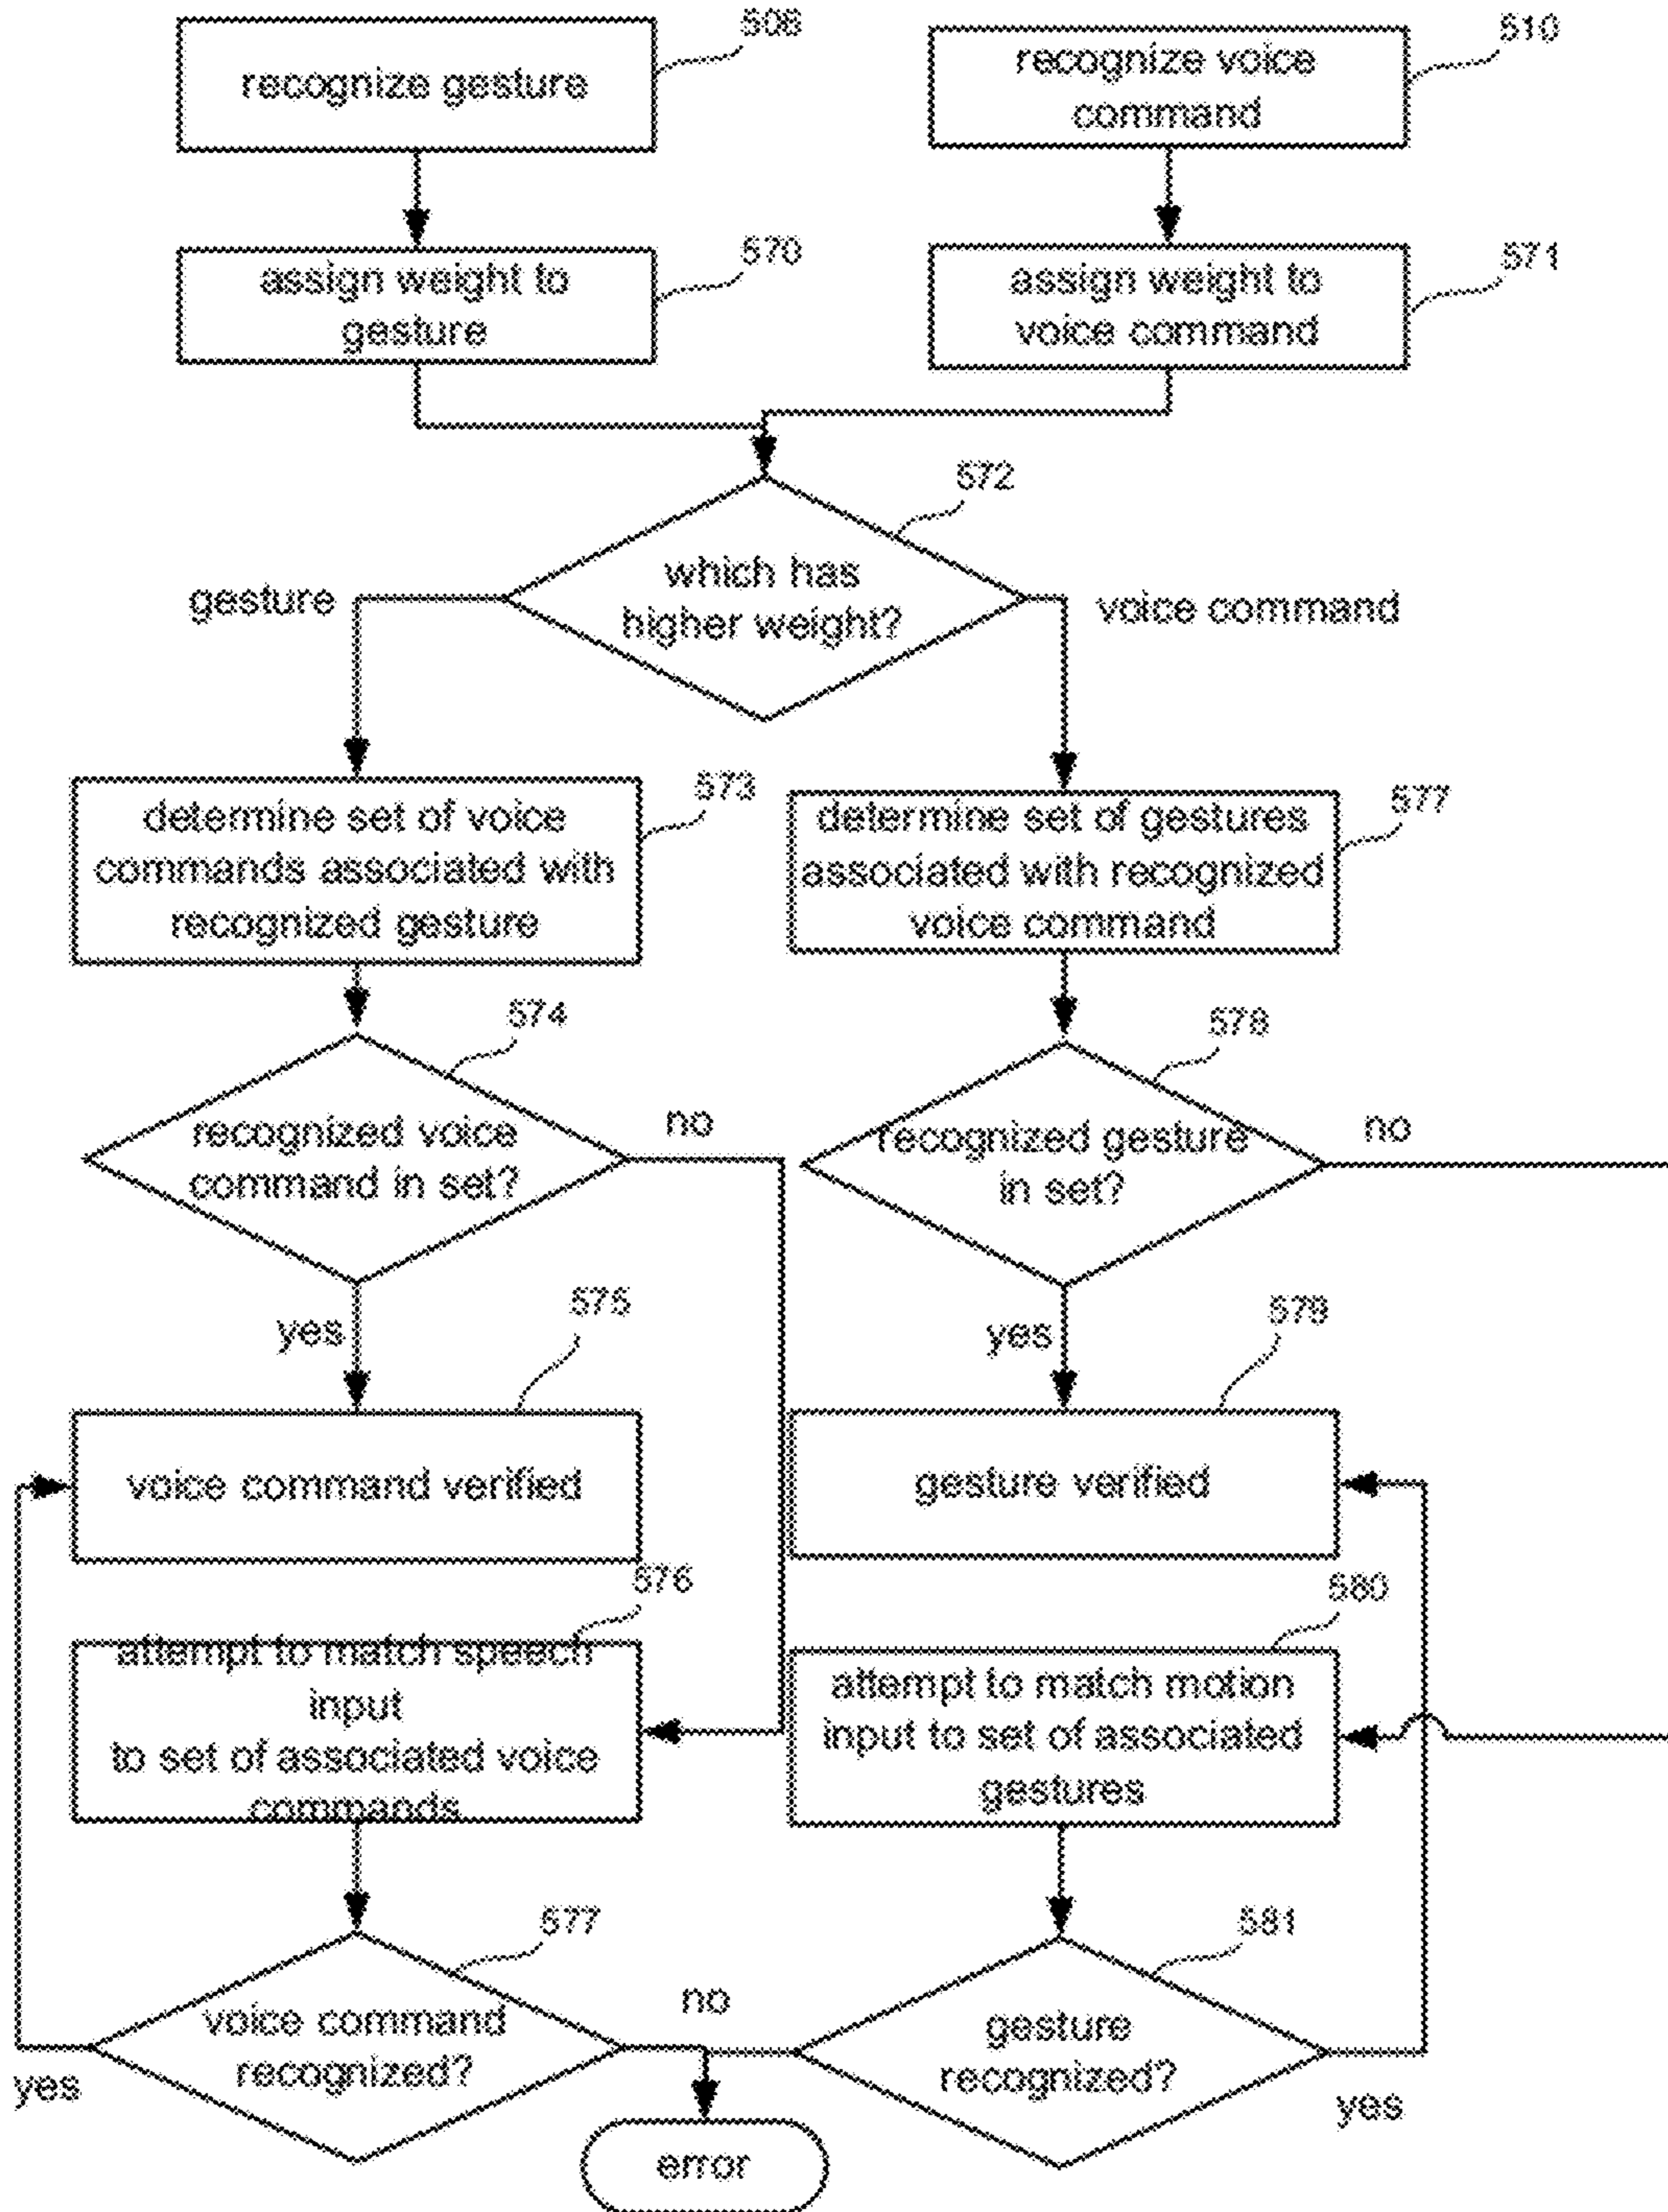 recognize gesture
510
recognize voice
command
570
assign weight to
gesture
571
assign weight to
voice command
572
which has
higher weight?
gesture
voice command
573
determine set of voice
commands associated with
recognized gesture
577
determine set of gestures
associated with recognized
voice command
574
recognized voice
command in set?
no
578
recognized gesture
in set?
no
yes
575
voice command verified
yes
579
gesture verified
576
attempt to match speech
input
to set of associated voice
commands
580
attempt to match motion
input to set of associated
gestures
577
voice command
recognized?
yes
no
581
gesture
recognized?
yes
error